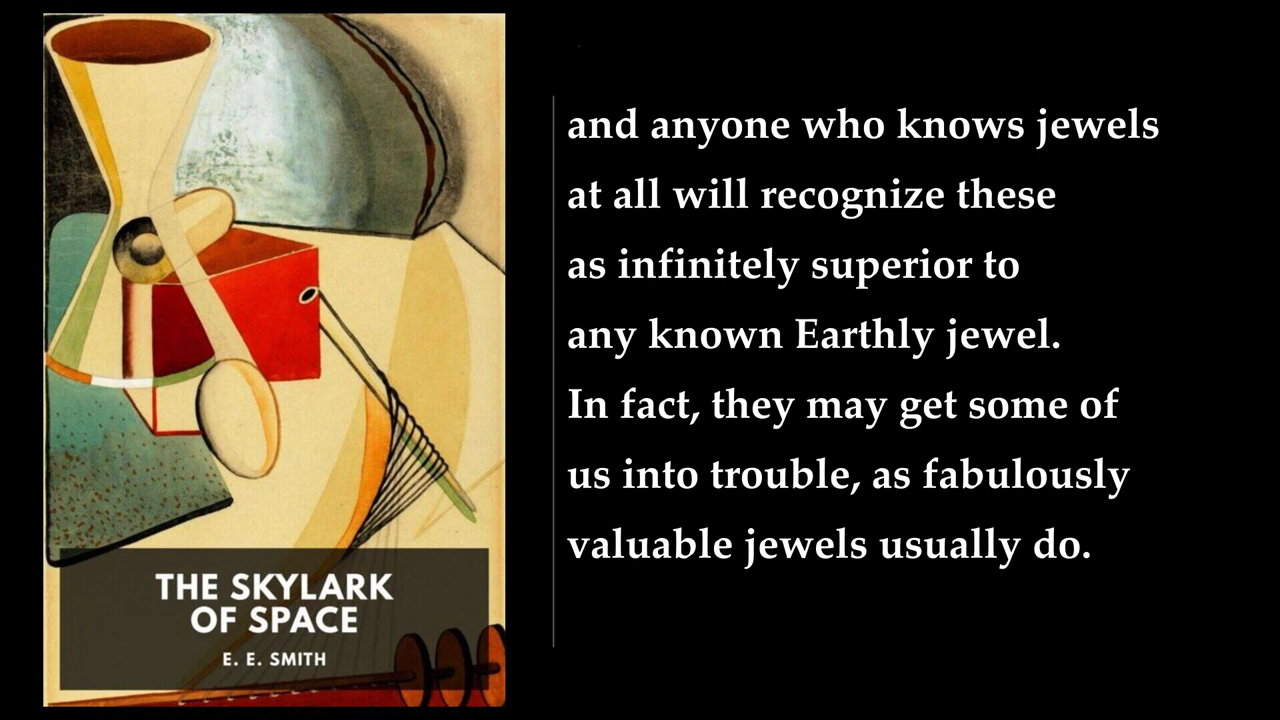 THE SKYLARK
OF SPACE
E. E. SMITH
and anyone who knows jewels
at all will recognize these
as infinitely superior to
any known Earthly jewel.
In fact, they may get some of
us into trouble, as fabulously
valuable jewels usually do.